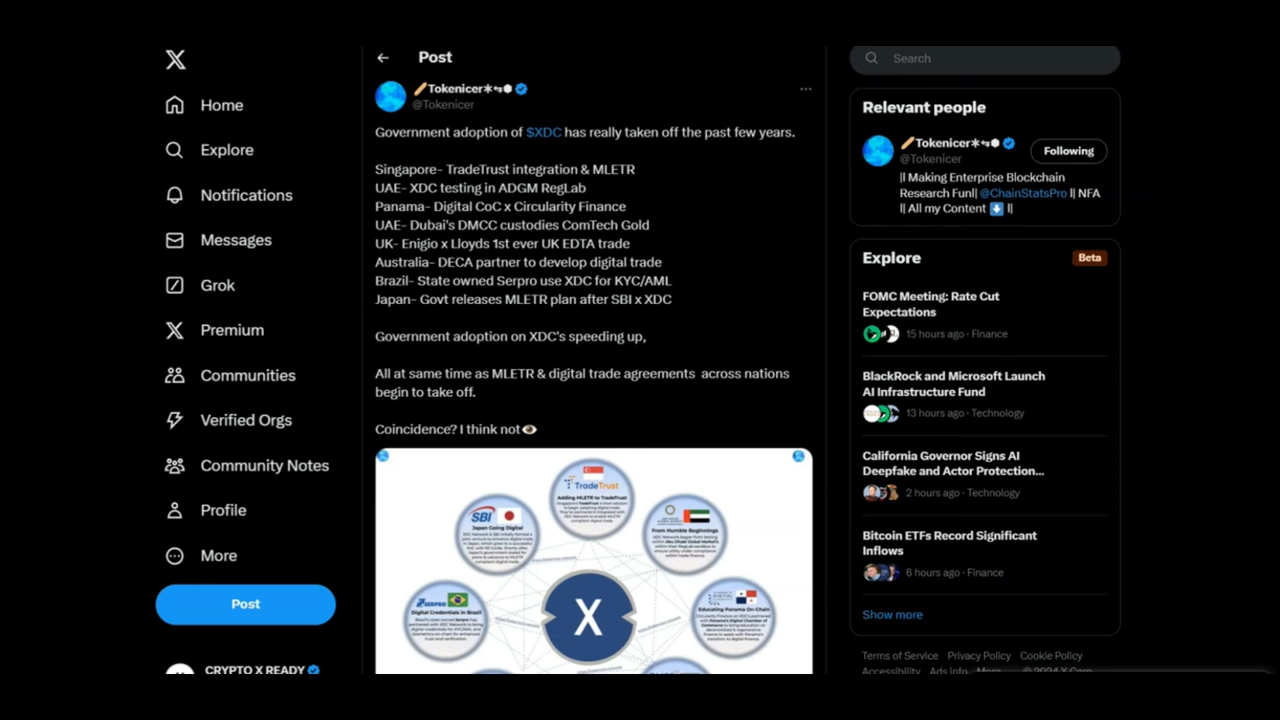 Home
Explore
Notifications
Messages
Grok
Premium
Communities
Verified Orgs
Community Notes
Profile
More
Post
CRYPTO X READY
Post
Tokenicer
@Tokenicer
Government adoption of $XDC has really taken off the past few years.
Singapore- TradeTrust integration & MLETR
UAE- XDC testing in ADGM RegLab
Panama- Digital CoC x Circularity Finance
UAE- Dubai's DMCC custodies ComTech Gold
UK- Enigio x Lloyds 1st ever UK EDTA trade
Australia- DECA partner to develop digital trade
Brazil- State owned Serpro use XDC for KYC/AML
Japan- Govt releases MLETR plan after SBI x XDC
Government adoption on XDC's speeding up,
All at same time as MLETR & digital trade agreements across nations
begin to take off.
Coincidence? I think not
TradeTrust
Adding MLETR to TradeTrust
SBI
Japan Going Digital
From Humble Beginnings
SERPRO
Digital Credentials in Brazil
X
Educating Panama On-Chain
Search
Relevant people
Tokenicer
@Tokenicer
Following
|| Making Enterprise Blockchain
Research Fun|| @ChainStatsPro || NFA
|| All my Content ||
Explore
Beta
FOMC Meeting: Rate Cut
Expectations
15 hours ago · Finance
BlackRock and Microsoft Launch
AI Infrastructure Fund
13 hours ago · Technology
California Governor Signs AI
Deepfake and Actor Protection...
2 hours ago · Technology
Bitcoin ETFs Record Significant
Inflows
6 hours ago · Finance
Show more
Terms of Service Privacy Policy Cookie Policy
Accessibility Ads info More © 2024 X Corp.